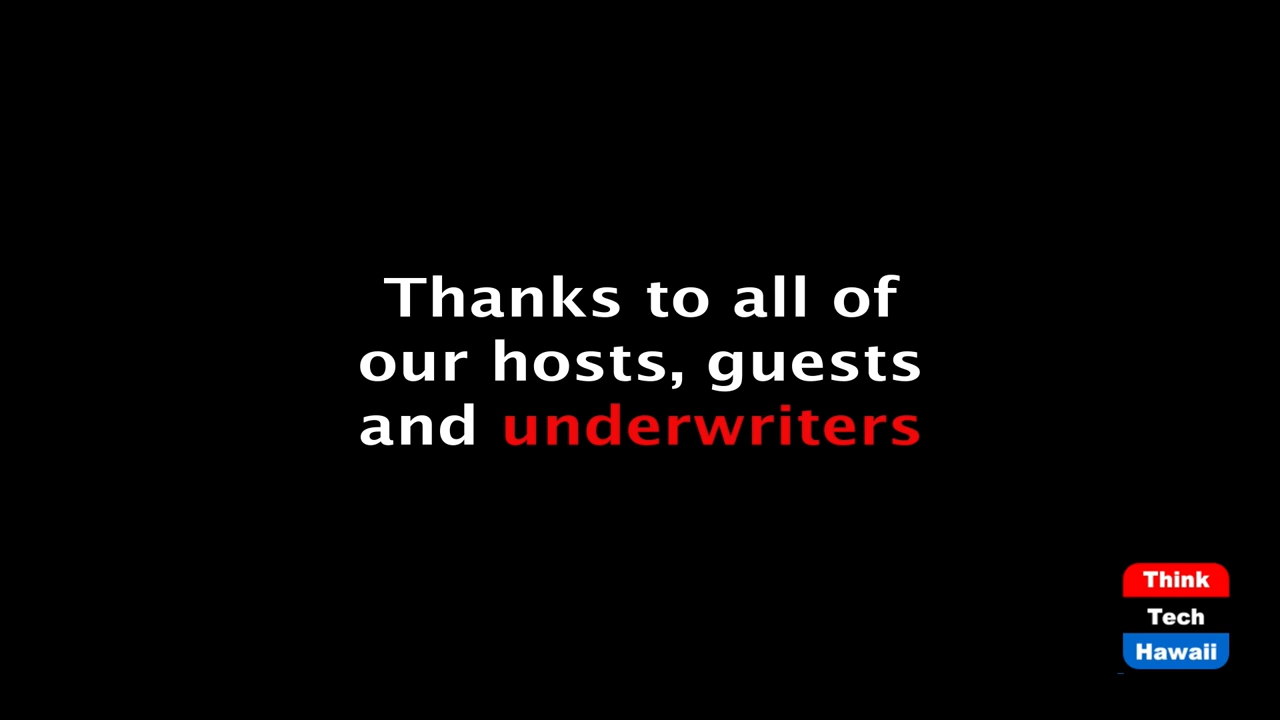 Thanks to all of
our hosts, guests
and underwriters
Think
Tech
Hawaii